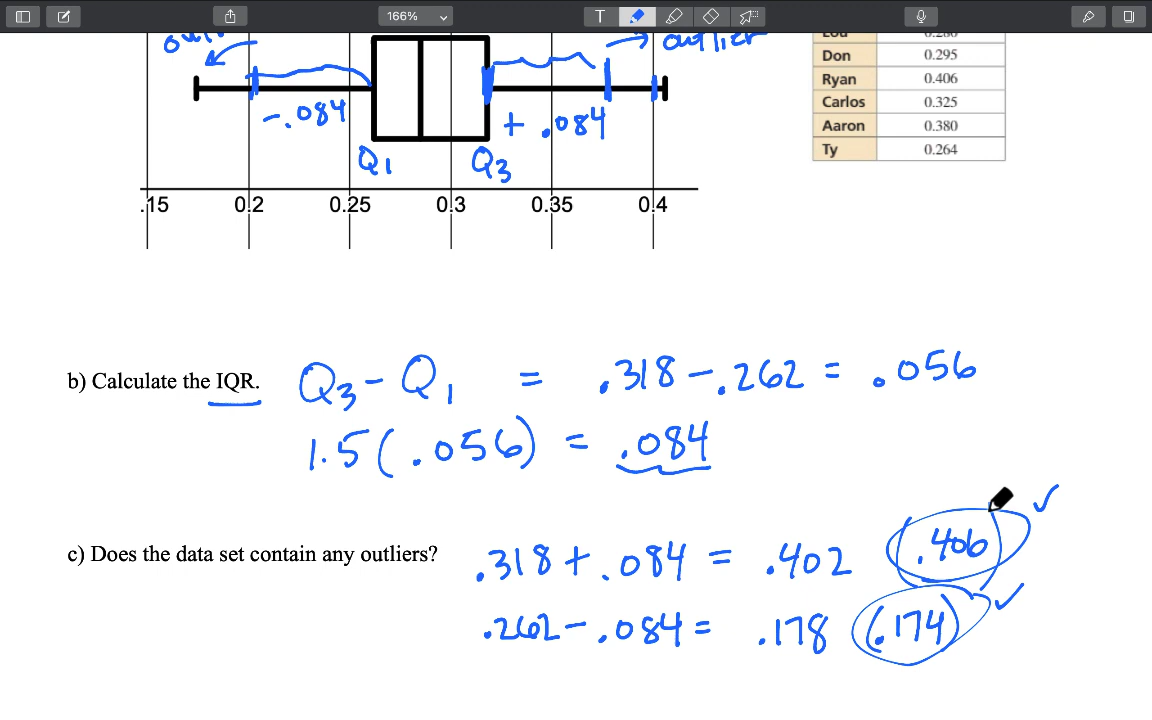 166%
T
outlier
-.084
+ .084
Q1
Q3
.15 0.2 0.25 0.3 0.35 0.4
Lou 0.280
Don 0.295
Ryan 0.406
Carlos 0.325
Aaron 0.380
Ty 0.264
b) Calculate the IQR. Q3 - Q1 = .318 - .262 = .056
1.5(.056) = .084
c) Does the data set contain any outliers? .318 + .084 = .402 (.406) ✓
.262 - .084 = .178 (.174) ✓